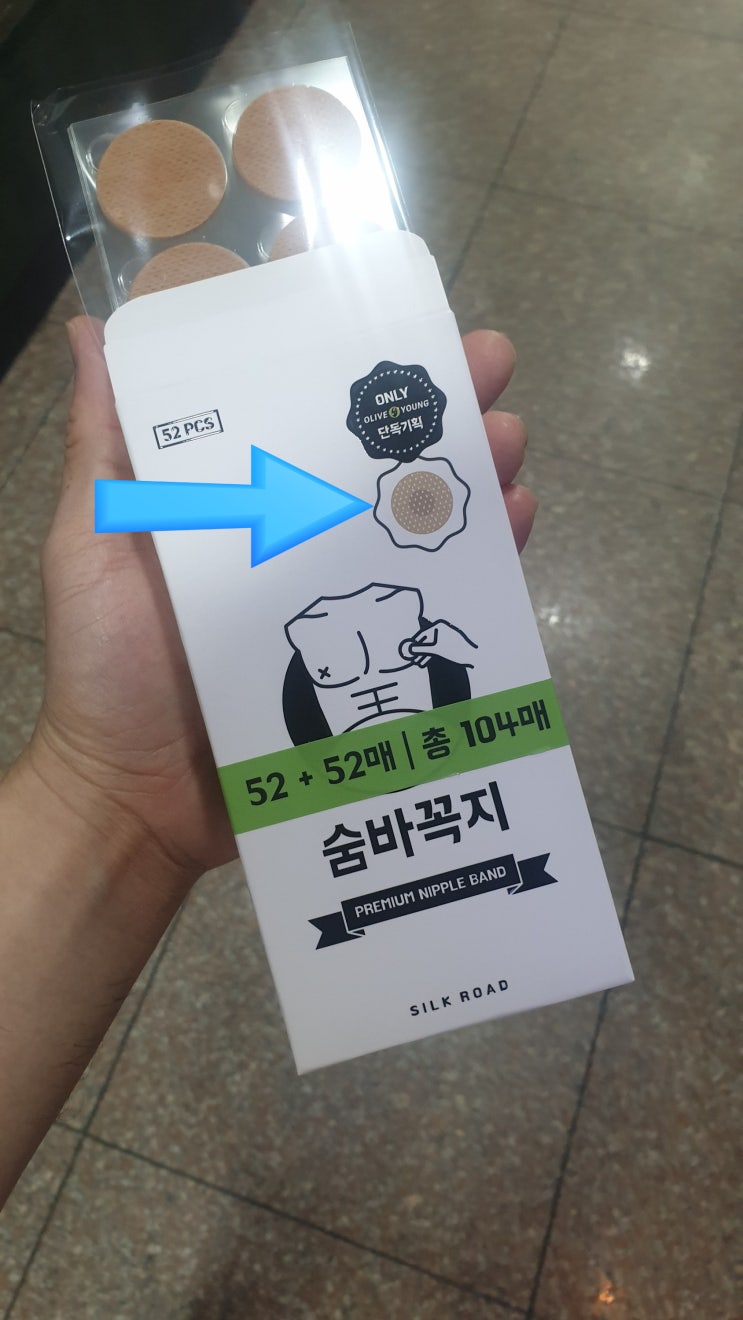 ONLY
OLIVE YOUNG
단독기획
52 PCS
52 + 52매 | 총 104매
숨바꼭지
PREMIUM NIPPLE BAND
SILK ROAD